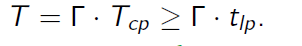 T = Γ · T_cp ≥ Γ · t_lp.